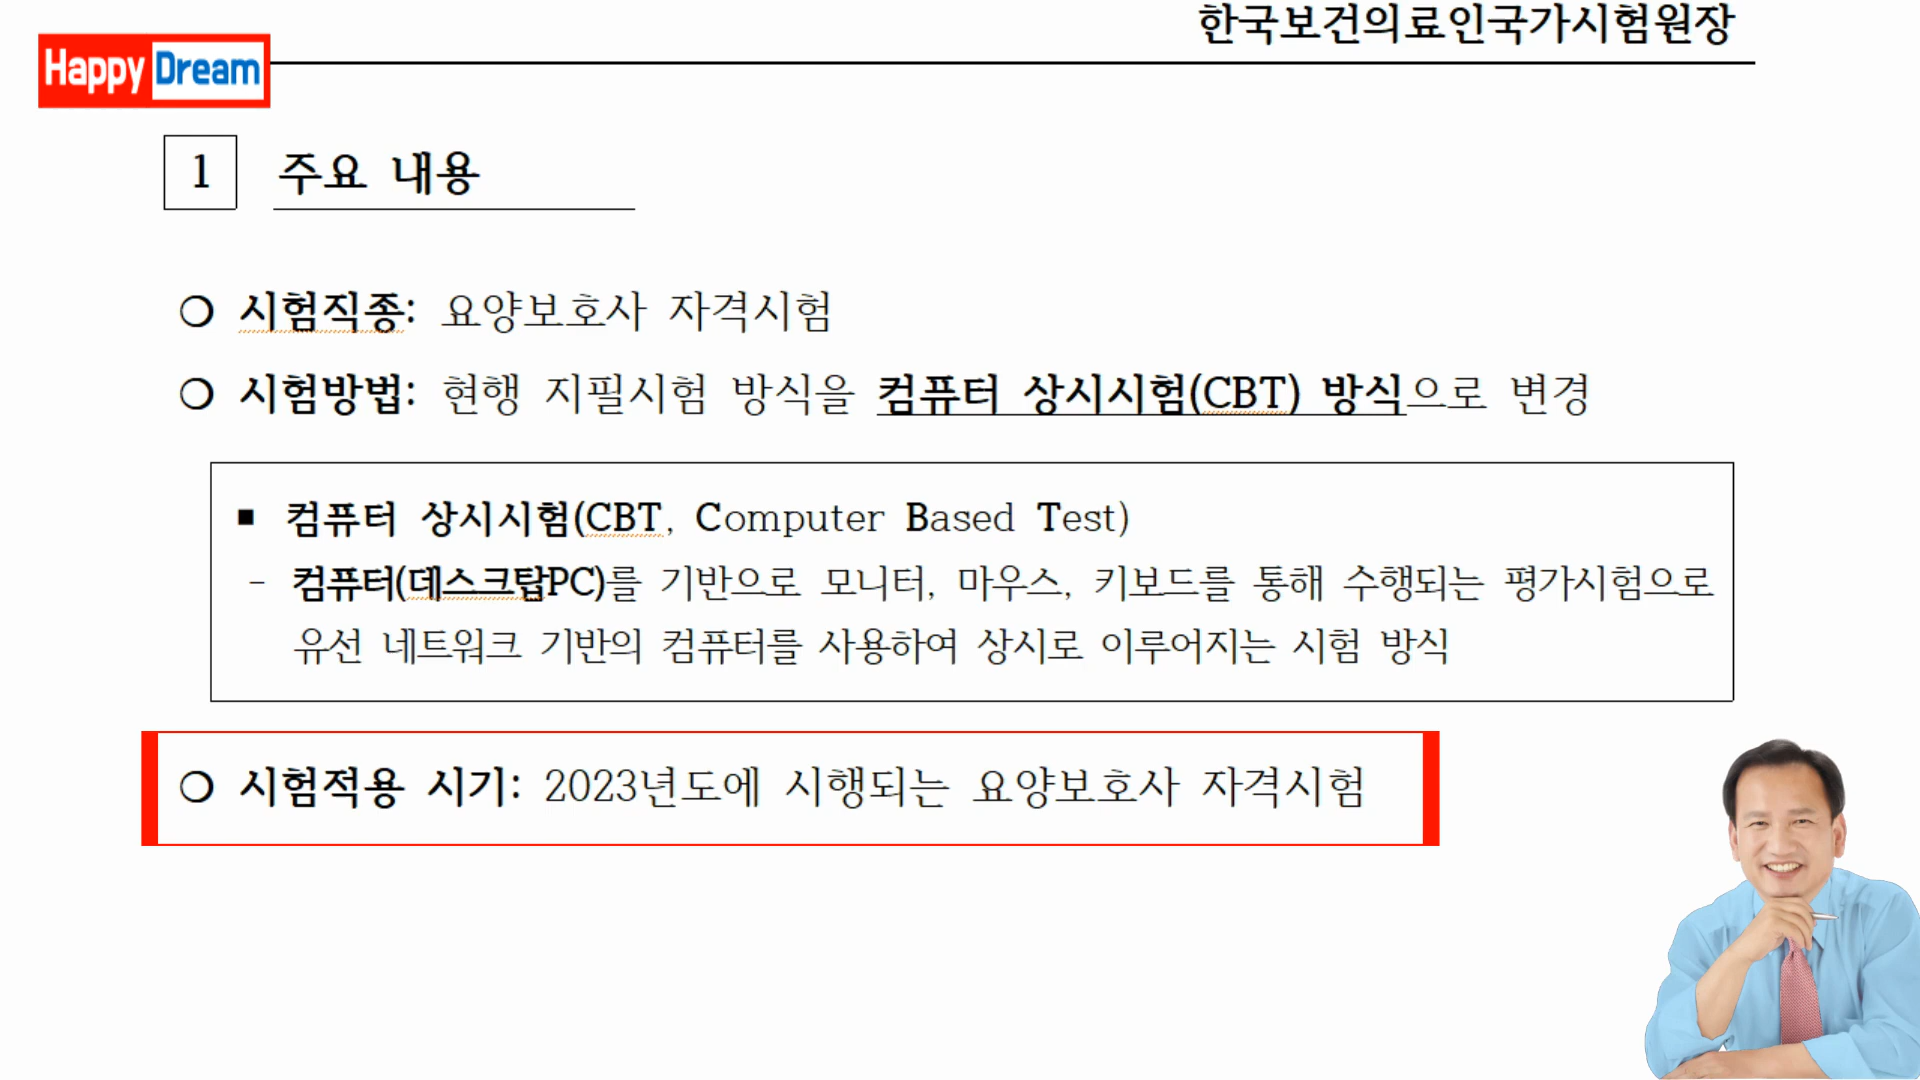 한국보건의료인국가시험원장
Happy Dream
1 주요 내용
❍ 시험직종: 요양보호사 자격시험
❍ 시험방법: 현행 지필시험 방식을 컴퓨터 상시시험(CBT) 방식으로 변경
■ 컴퓨터 상시시험(CBT, Computer Based Test)
- 컴퓨터(데스크탑PC)를 기반으로 모니터, 마우스, 키보드를 통해 수행되는 평가시험으로
유선 네트워크 기반의 컴퓨터를 사용하여 상시로 이루어지는 시험 방식
❍ 시험적용 시기: 2023년도에 시행되는 요양보호사 자격시험